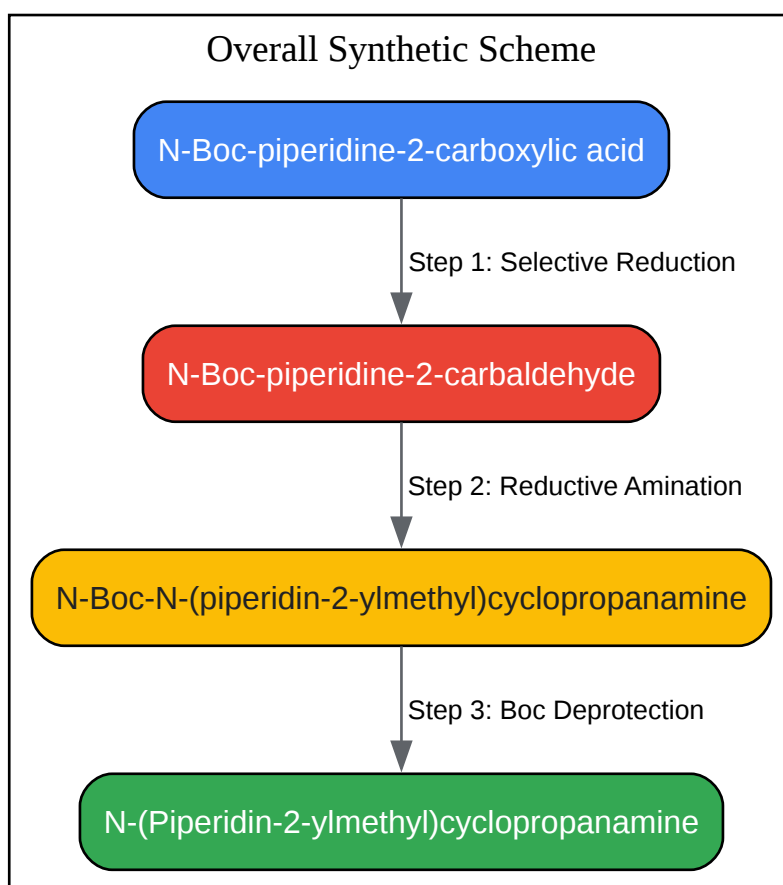 Overall Synthetic Scheme
N-Boc-piperidine-2-carboxylic acid
Step 1: Selective Reduction
N-Boc-piperidine-2-carbaldehyde
Step 2: Reductive Amination
N-Boc-N-(piperidin-2-ylmethyl)cyclopropanamine
Step 3: Boc Deprotection
N-(Piperidin-2-ylmethyl)cyclopropanamine